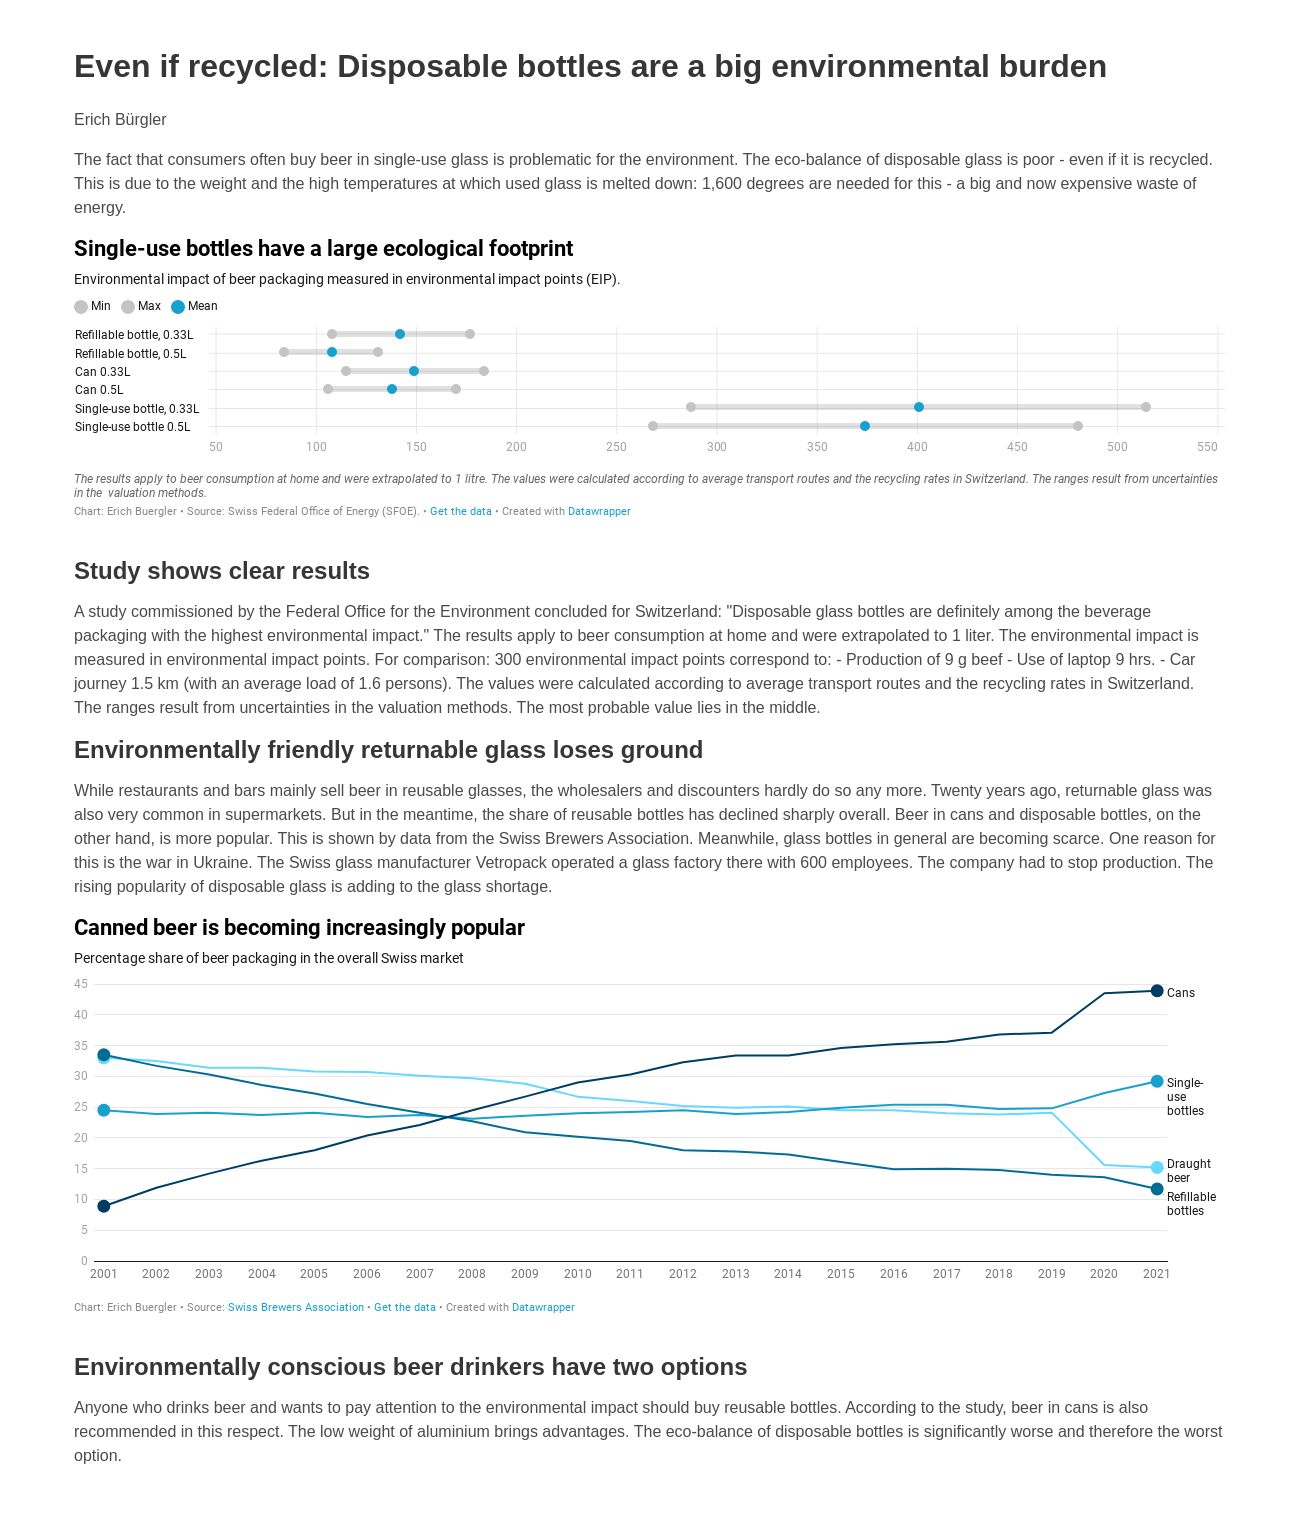 Even if recycled: Disposable bottles are a big environmental burden
Erich Bürgler
The fact that consumers often buy beer in single-use glass is problematic for the environment. The eco-balance of disposable glass is poor - even if it is recycled.
This is due to the weight and the high temperatures at which used glass is melted down: 1,600 degrees are needed for this - a big and now expensive waste of
energy.
Single-use bottles have a large ecological footprint
Environmental impact of beer packaging measured in environmental impact points (EIP).
Min Max Mean
Refillable bottle, 0.33L
Refillable bottle, 0.5L
Can 0.33L
Can 0.5L
Single-use bottle, 0.33L
Single-use bottle 0.5L
50 100 150 200 250 300 350 400 450 500 550
The results apply to beer consumption at home and were extrapolated to 1 litre. The values were calculated according to average transport routes and the recycling rates in Switzerland. The ranges result from uncertainties
in the valuation methods.
Chart: Erich Buergler • Source: Swiss Federal Office of Energy (SFOE). • Get the data • Created with Datawrapper
Study shows clear results
A study commissioned by the Federal Office for the Environment concluded for Switzerland: "Disposable glass bottles are definitely among the beverage
packaging with the highest environmental impact." The results apply to beer consumption at home and were extrapolated to 1 liter. The environmental impact is
measured in environmental impact points. For comparison: 300 environmental impact points correspond to: - Production of 9 g beef - Use of laptop 9 hrs. - Car
journey 1.5 km (with an average load of 1.6 persons). The values were calculated according to average transport routes and the recycling rates in Switzerland.
The ranges result from uncertainties in the valuation methods. The most probable value lies in the middle.
Environmentally friendly returnable glass loses ground
While restaurants and bars mainly sell beer in reusable glasses, the wholesalers and discounters hardly do so any more. Twenty years ago, returnable glass was
also very common in supermarkets. But in the meantime, the share of reusable bottles has declined sharply overall. Beer in cans and disposable bottles, on the
other hand, is more popular. This is shown by data from the Swiss Brewers Association. Meanwhile, glass bottles in general are becoming scarce. One reason for
this is the war in Ukraine. The Swiss glass manufacturer Vetropack operated a glass factory there with 600 employees. The company had to stop production. The
rising popularity of disposable glass is adding to the glass shortage.
Canned beer is becoming increasingly popular
Percentage share of beer packaging in the overall Swiss market
45
40
35
30
25
20
15
10
5
0
Cans
Single-
use
bottles
Draught
beer
Refillable
bottles
2001 2002 2003 2004 2005 2006 2007 2008 2009 2010 2011 2012 2013 2014 2015 2016 2017 2018 2019 2020 2021
Chart: Erich Buergler • Source: Swiss Brewers Association • Get the data • Created with Datawrapper
Environmentally conscious beer drinkers have two options
Anyone who drinks beer and wants to pay attention to the environmental impact should buy reusable bottles. According to the study, beer in cans is also
recommended in this respect. The low weight of aluminium brings advantages. The eco-balance of disposable bottles is significantly worse and therefore the worst
option.